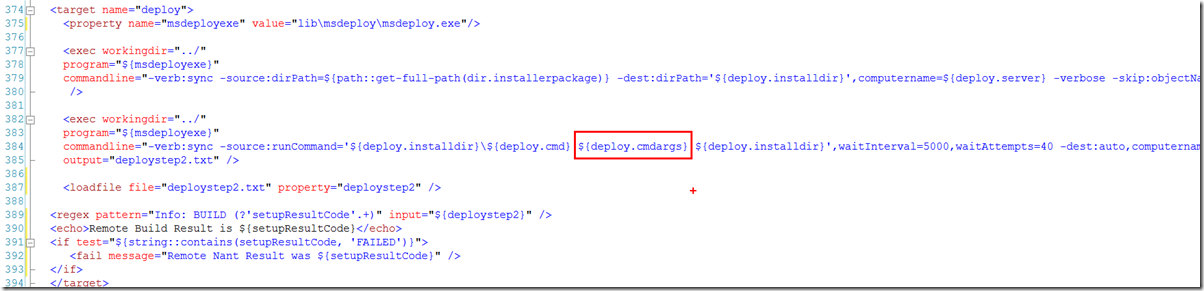 374 <target name="deploy">
375 <property name="msdeployexe" value="lib\msdeploy\msdeploy.exe"/>
376
377 <exec workingdir="../"
378 program="${msdeployexe}"
379 commandline="-verb:sync -source:dirPath=${path::get-full-path(dir.installerpackage)} -dest:dirPath='${deploy.installdir}',computername=${deploy.server} -verbose -skip:objectNa
380 />
381
382 <exec workingdir="../"
383 program="${msdeployexe}"
384 commandline="-verb:sync -source:runCommand='${deploy.installdir}\${deploy.cmd} ${deploy.cmdargs} ${deploy.installdir}',waitInterval=5000,waitAttempts=40 -dest:auto,computernam
385 output="deploystep2.txt" />
386
387 <loadfile file="deploystep2.txt" property="deploystep2" />
388
389 <regex pattern="Info: BUILD (?'setupResultCode'.+)" input="${deploystep2}" />
390 <echo>Remote Build Result is ${setupResultCode}</echo>
391 <if test="${string::contains(setupResultCode, 'FAILED')}">
392 <fail message="Remote Nant Result was ${setupResultCode}" />
393 </if>
394 </target>